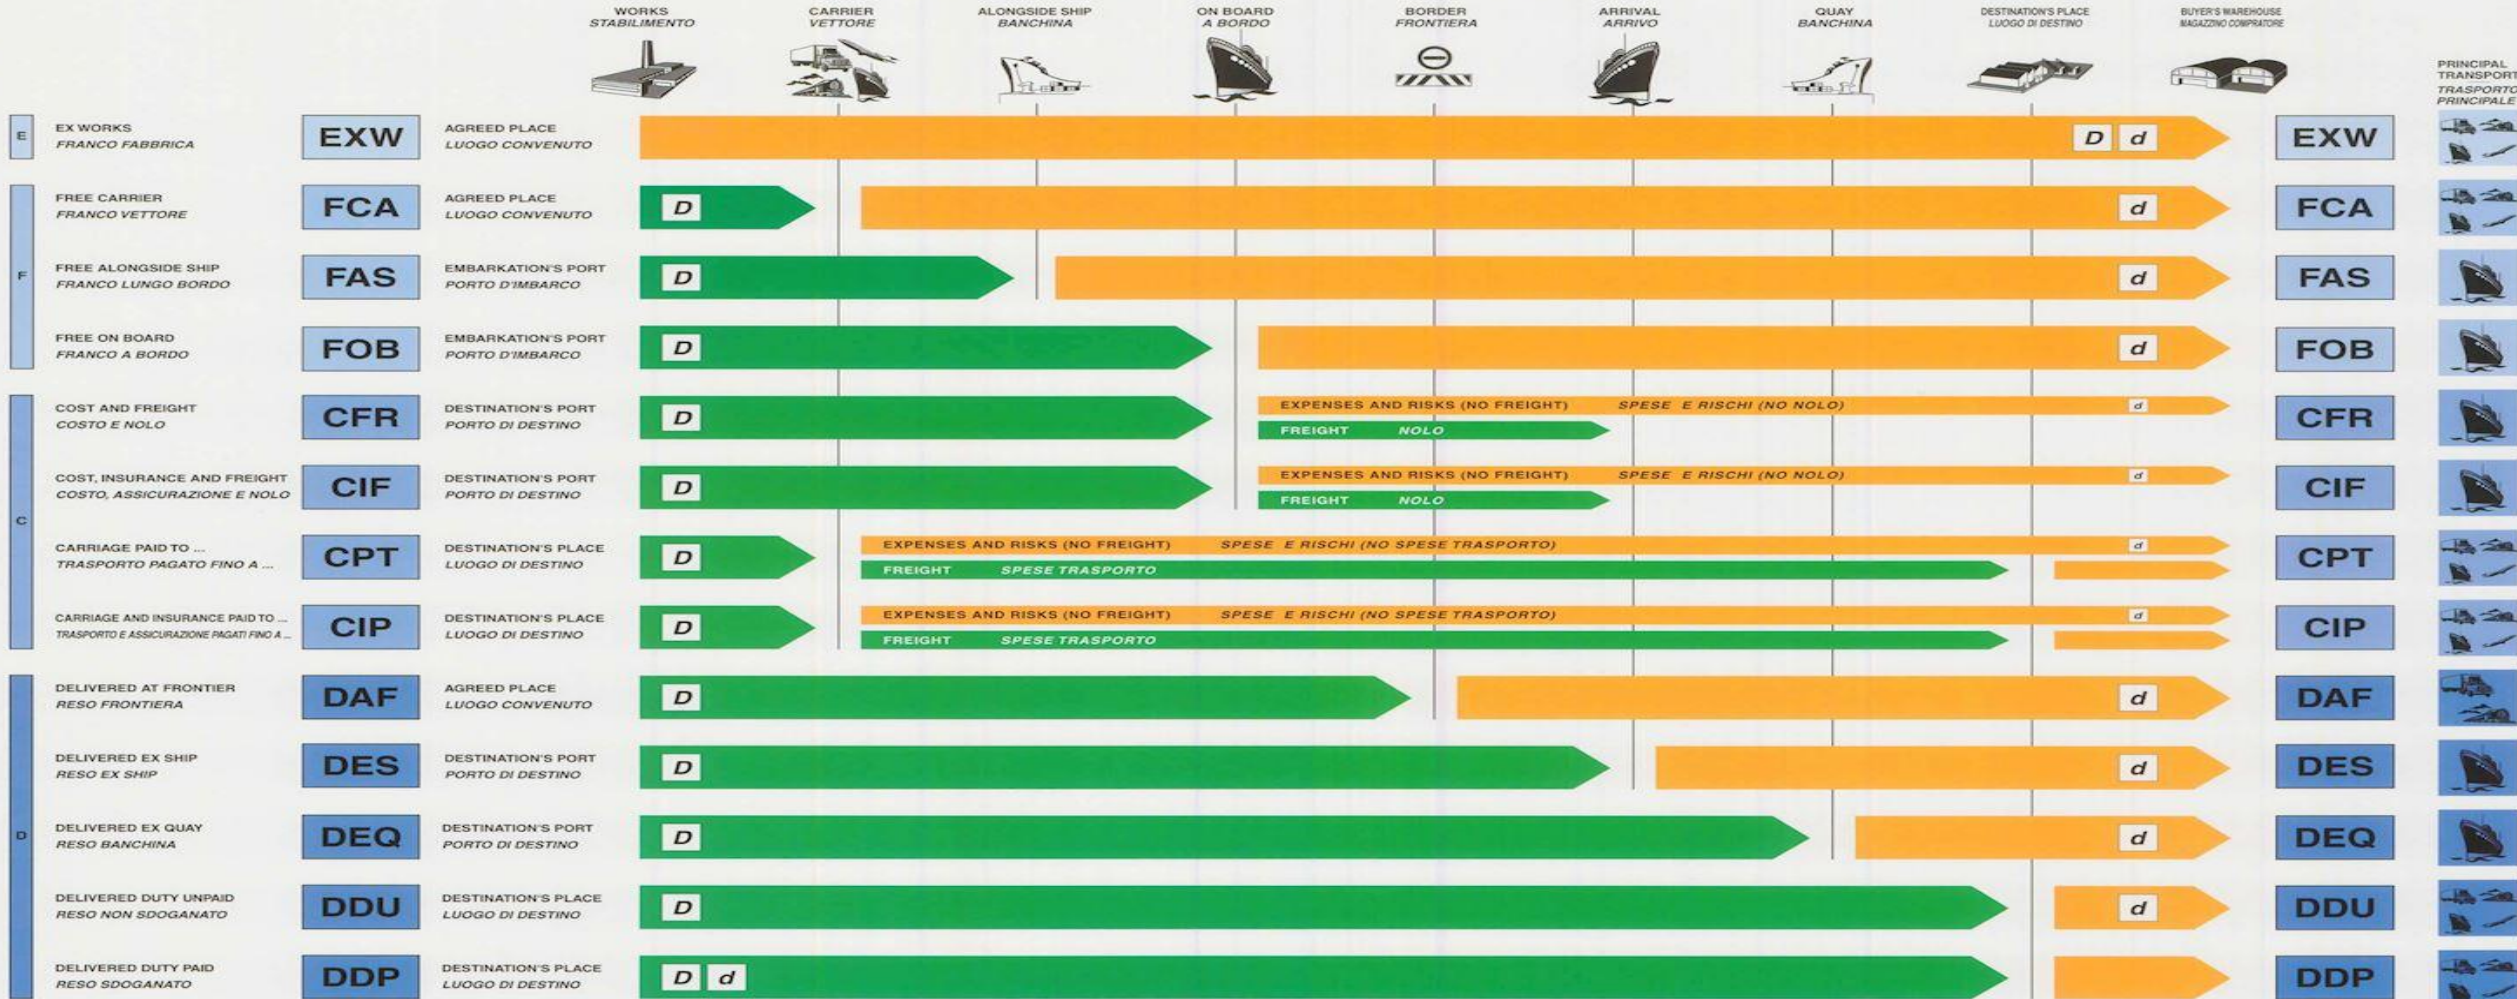 WORKS
STABILIMENTO
CARRIER
VETTORE
ALONGSIDE SHIP
BANCHINA
ON BOARD
A BORDO
BORDER
FRONTIERA
ARRIVAL
ARRIVO
QUAY
BANCHINA
DESTINATION'S PLACE
LUOGO DI DESTINO
BUYER'S WAREHOUSE
MAGAZZINO COMPRATORE
PRINCIPAL
TRANSPORT
TRASPORTO
PRINCIPALE
E
EX WORKS
FRANCO FABBRICA
EXW
AGREED PLACE
LUOGO CONVENUTO
D d
EXW
F
FREE CARRIER
FRANCO VETTORE
FCA
AGREED PLACE
LUOGO CONVENUTO
D
d
FCA
FREE ALONGSIDE SHIP
FRANCO LUNGO BORDO
FAS
EMBARKATION'S PORT
PORTO D'IMBARCO
D
d
FAS
FREE ON BOARD
FRANCO A BORDO
FOB
EMBARKATION'S PORT
PORTO D'IMBARCO
D
d
FOB
C
COST AND FREIGHT
COSTO E NOLO
CFR
DESTINATION'S PORT
PORTO DI DESTINO
D
EXPENSES AND RISKS (NO FREIGHT) SPESE E RISCHI (NO NOLO) d
FREIGHT NOLO
CFR
COST, INSURANCE AND FREIGHT
COSTO, ASSICURAZIONE E NOLO
CIF
DESTINATION'S PORT
PORTO DI DESTINO
D
EXPENSES AND RISKS (NO FREIGHT) SPESE E RISCHI (NO NOLO) d
FREIGHT NOLO
CIF
CARRIAGE PAID TO ...
TRASPORTO PAGATO FINO A ...
CPT
DESTINATION'S PLACE
LUOGO DI DESTINO
D
EXPENSES AND RISKS (NO FREIGHT) SPESE E RISCHI (NO SPESE TRASPORTO) d
FREIGHT SPESE TRASPORTO
CPT
CARRIAGE AND INSURANCE PAID TO ...
TRASPORTO E ASSICURAZIONE PAGATI FINO A ...
CIP
DESTINATION'S PLACE
LUOGO DI DESTINO
D
EXPENSES AND RISKS (NO FREIGHT) SPESE E RISCHI (NO SPESE TRASPORTO) d
FREIGHT SPESE TRASPORTO
CIP
D
DELIVERED AT FRONTIER
RESO FRONTIERA
DAF
AGREED PLACE
LUOGO CONVENUTO
D
d
DAF
DELIVERED EX SHIP
RESO EX SHIP
DES
DESTINATION'S PORT
PORTO DI DESTINO
D
d
DES
DELIVERED EX QUAY
RESO BANCHINA
DEQ
DESTINATION'S PORT
PORTO DI DESTINO
D
d
DEQ
DELIVERED DUTY UNPAID
RESO NON SDOGANATO
DDU
DESTINATION'S PLACE
LUOGO DI DESTINO
D
d
DDU
DELIVERED DUTY PAID
RESO SDOGANATO
DDP
DESTINATION'S PLACE
LUOGO DI DESTINO
D d
DDP